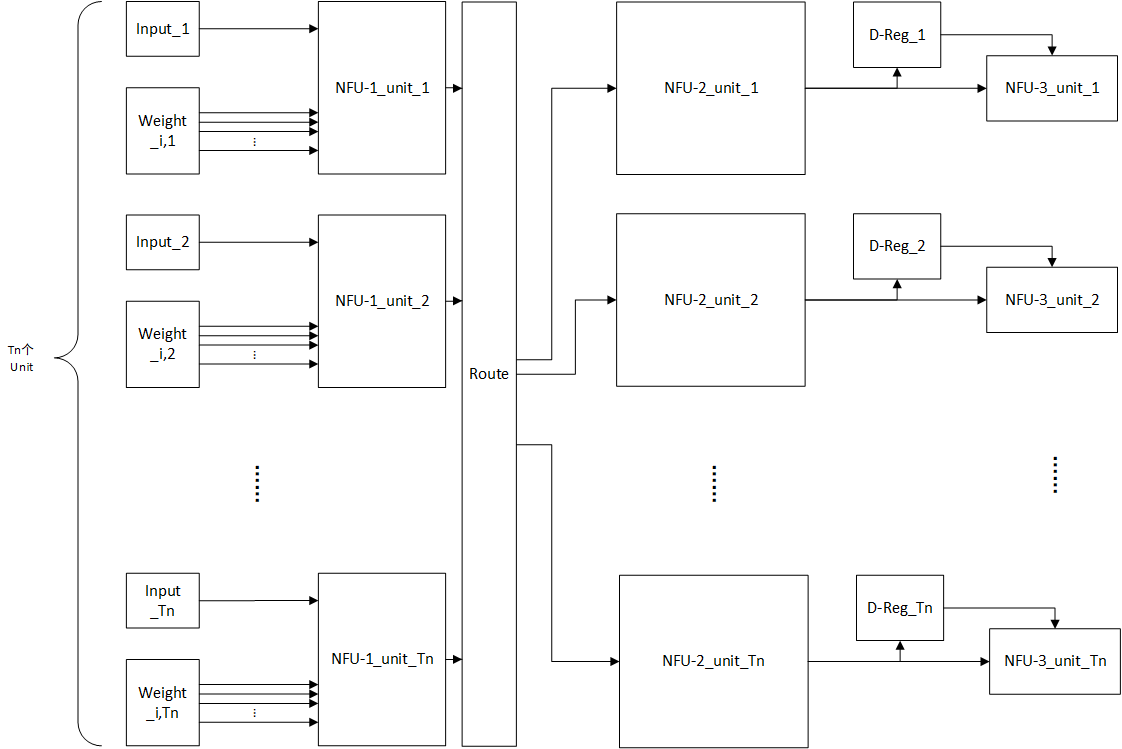 Input_1
Weight
_i,1
NFU-1_unit_1
NFU-2_unit_1
D-Reg_1
NFU-3_unit_1
Input_2
Weight
_i,2
NFU-1_unit_2
NFU-2_unit_2
D-Reg_2
NFU-3_unit_2
Tn个
Unit
Route
Input
_Tn
Weight
_i,Tn
NFU-1_unit_Tn
NFU-2_unit_Tn
D-Reg_Tn
NFU-3_unit_Tn